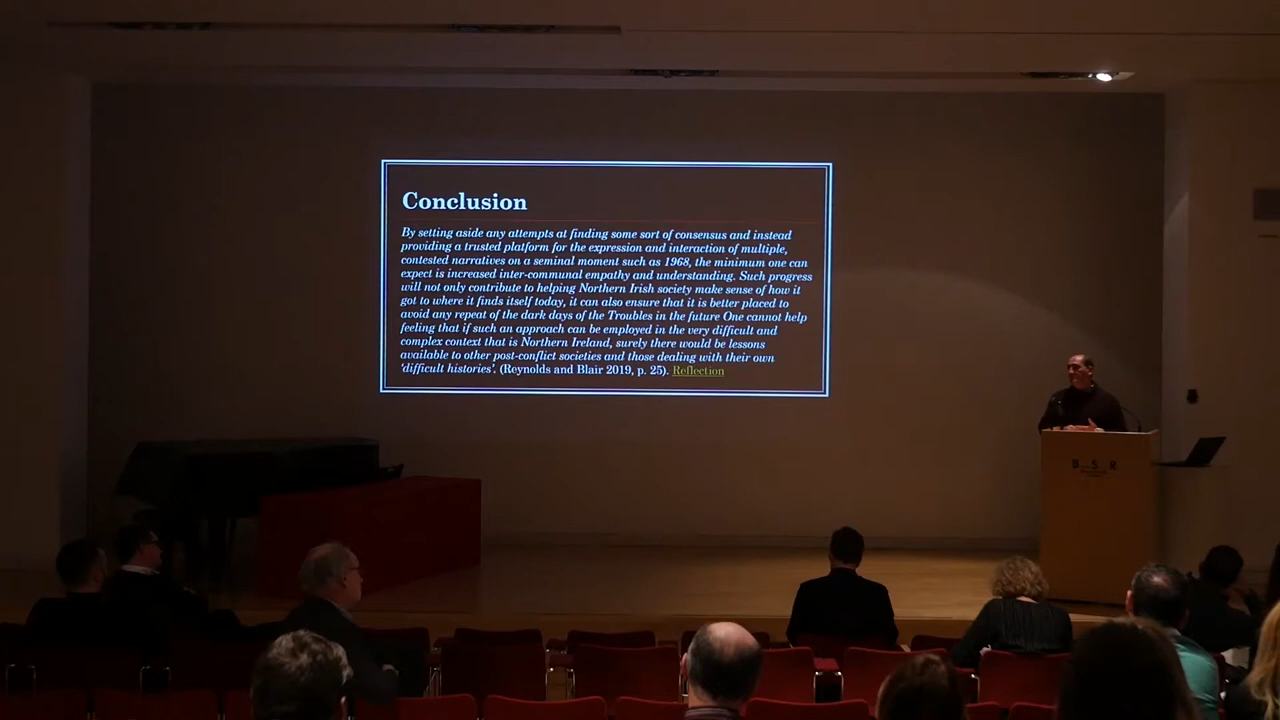 Conclusion
By setting aside any attempts at finding some sort of consensus and instead
providing a trusted platform for the expression and interaction of multiple,
contested narratives on a seminal moment such as 1968, the minimum one can
expect is increased inter-communal empathy and understanding. Such progress
will not only contribute to helping Northern Irish society make sense of how it
got to where it finds itself today, it can also ensure that it is better placed to
avoid any repeat of the dark days of the Troubles in the future One cannot help
feeling that if such an approach can be employed in the very difficult and
complex context that is Northern Ireland, surely there would be lessons
available to other post-conflict societies and those dealing with their own
'difficult histories'. (Reynolds and Blair 2019, p. 25). Reflection
B S R